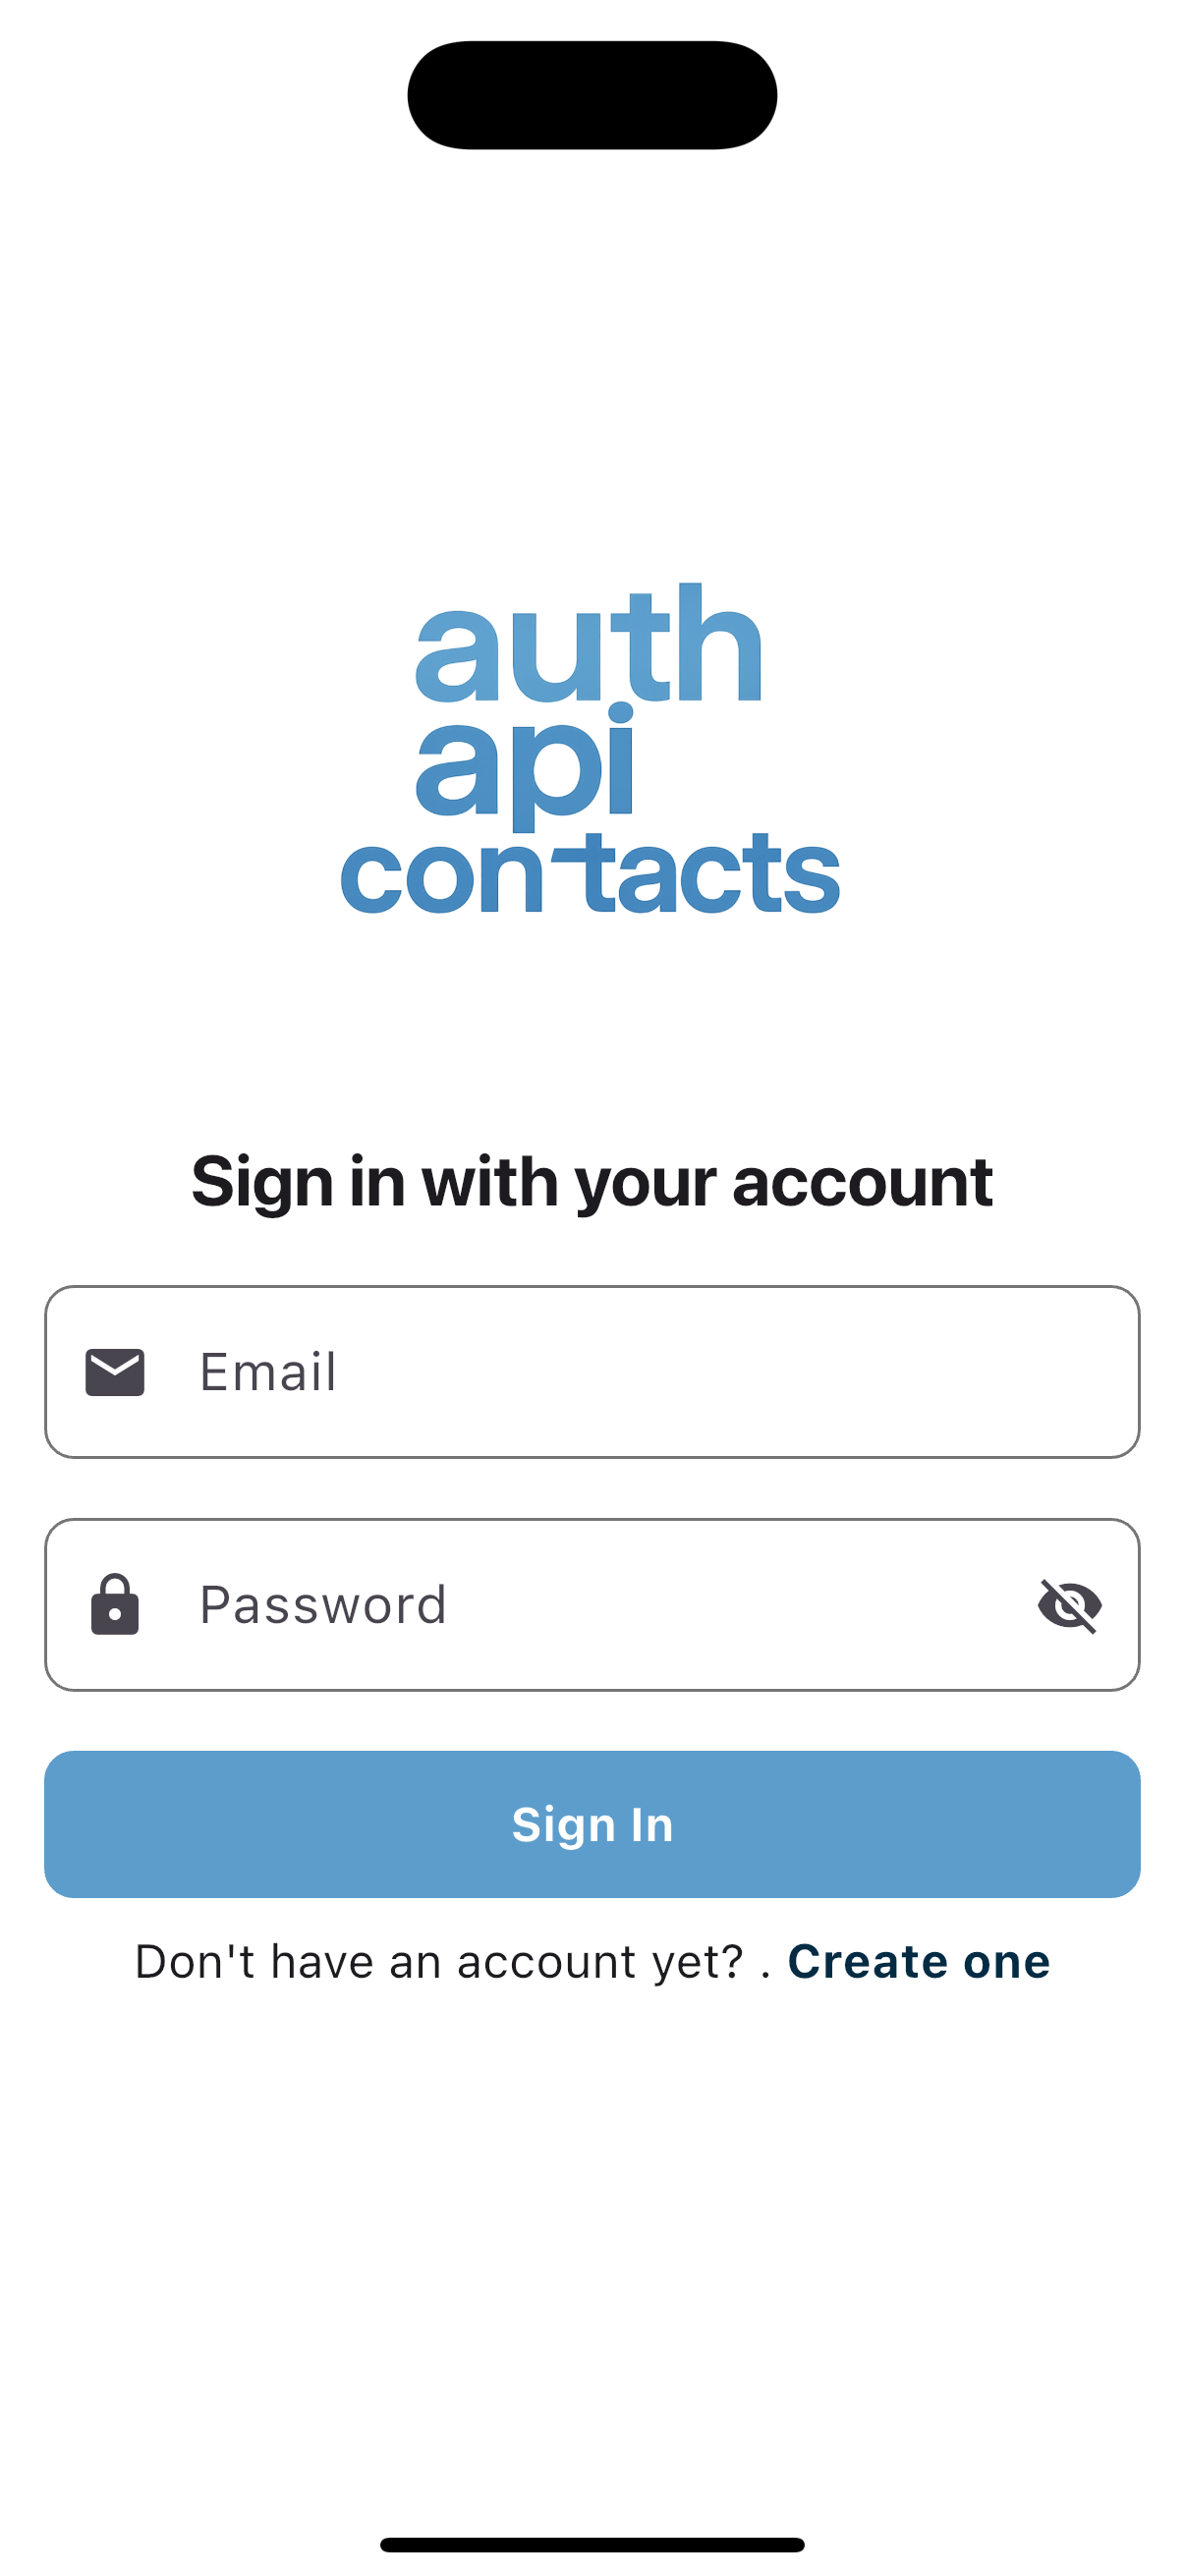 auth
api
contacts
Sign in with your account
Email
Password
Sign In
Don't have an account yet? . Create one